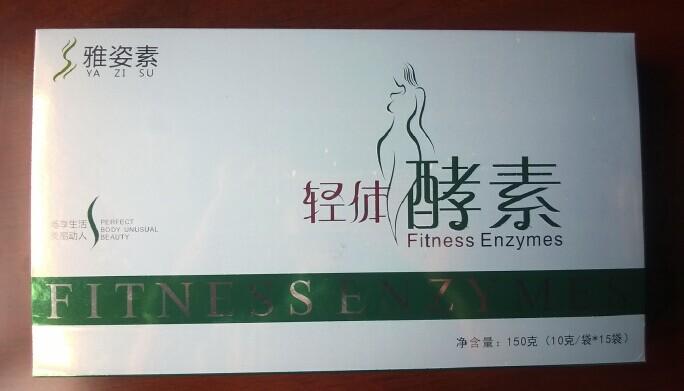 雅姿素
YA ZI SU
轻体 酵素
Fitness Enzymes
畅享生活
美丽动人
PERFECT
BODY UNUSUAL
BEAUTY
FITNESS ENZYMES
净含量：150克（10克/袋*15袋）